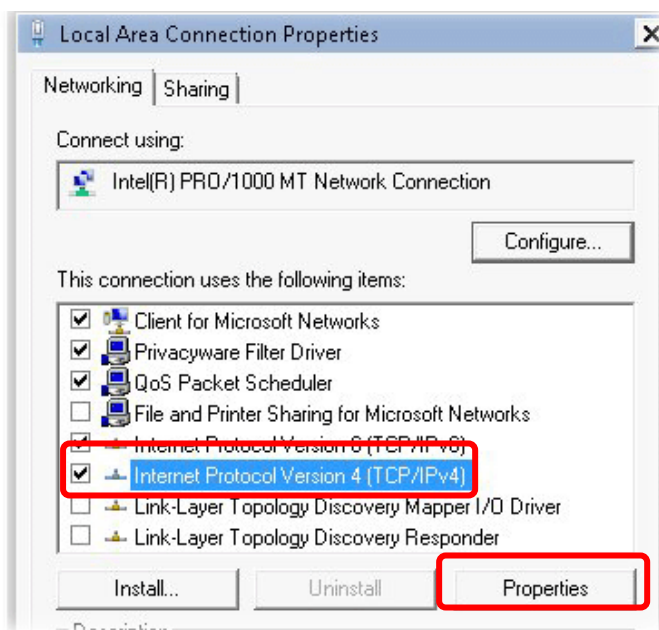 Local Area Connection Properties
Networking
Sharing
Connect using:
Intel(R) PRO/1000 MT Network Connection
Configure...
This connection uses the following items:
Client for Microsoft Networks
Privacyware Filter Driver
QoS Packet Scheduler
File and Printer Sharing for Microsoft Networks
Internet Protocol Version 6 (TCP/IPv6)
Internet Protocol Version 4 (TCP/IPv4)
Link-Layer Topology Discovery Mapper I/O Driver
Link-Layer Topology Discovery Responder
Install...
Uninstall
Properties
Description